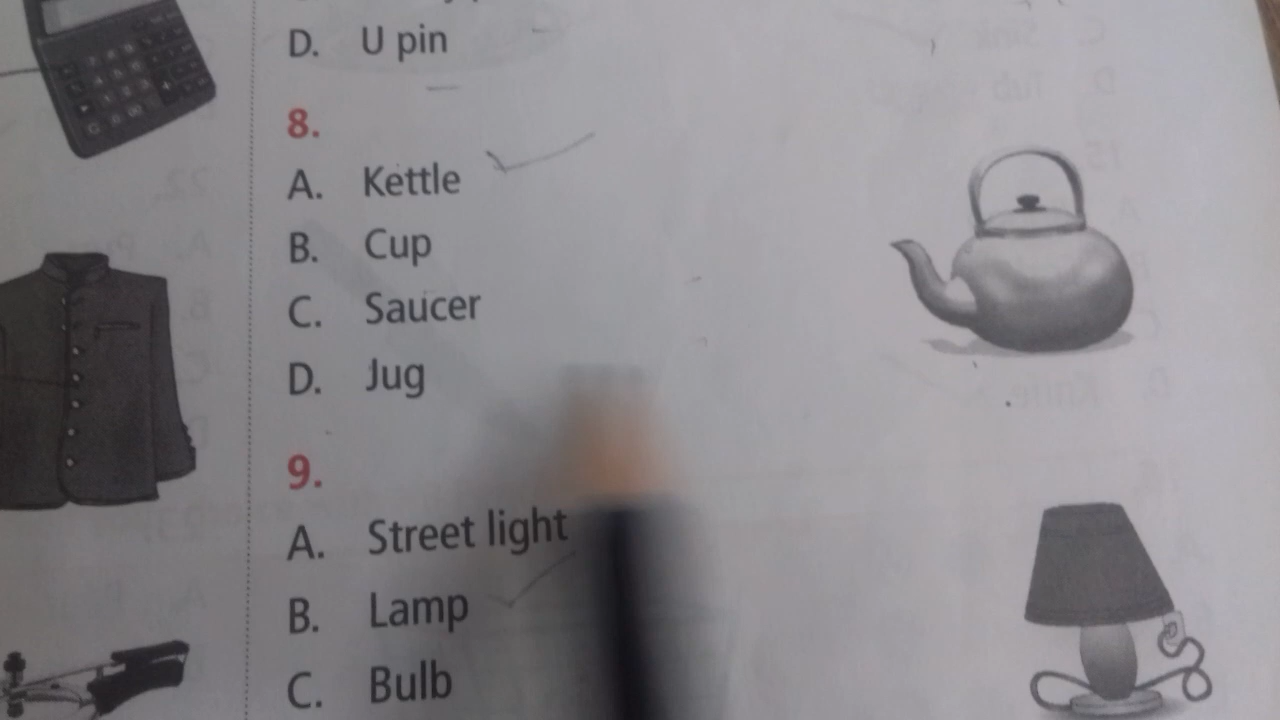 D. U pin
8.
A. Kettle
B. Cup
C. Saucer
D. Jug
9.
A. Street light
B. Lamp
C. Bulb